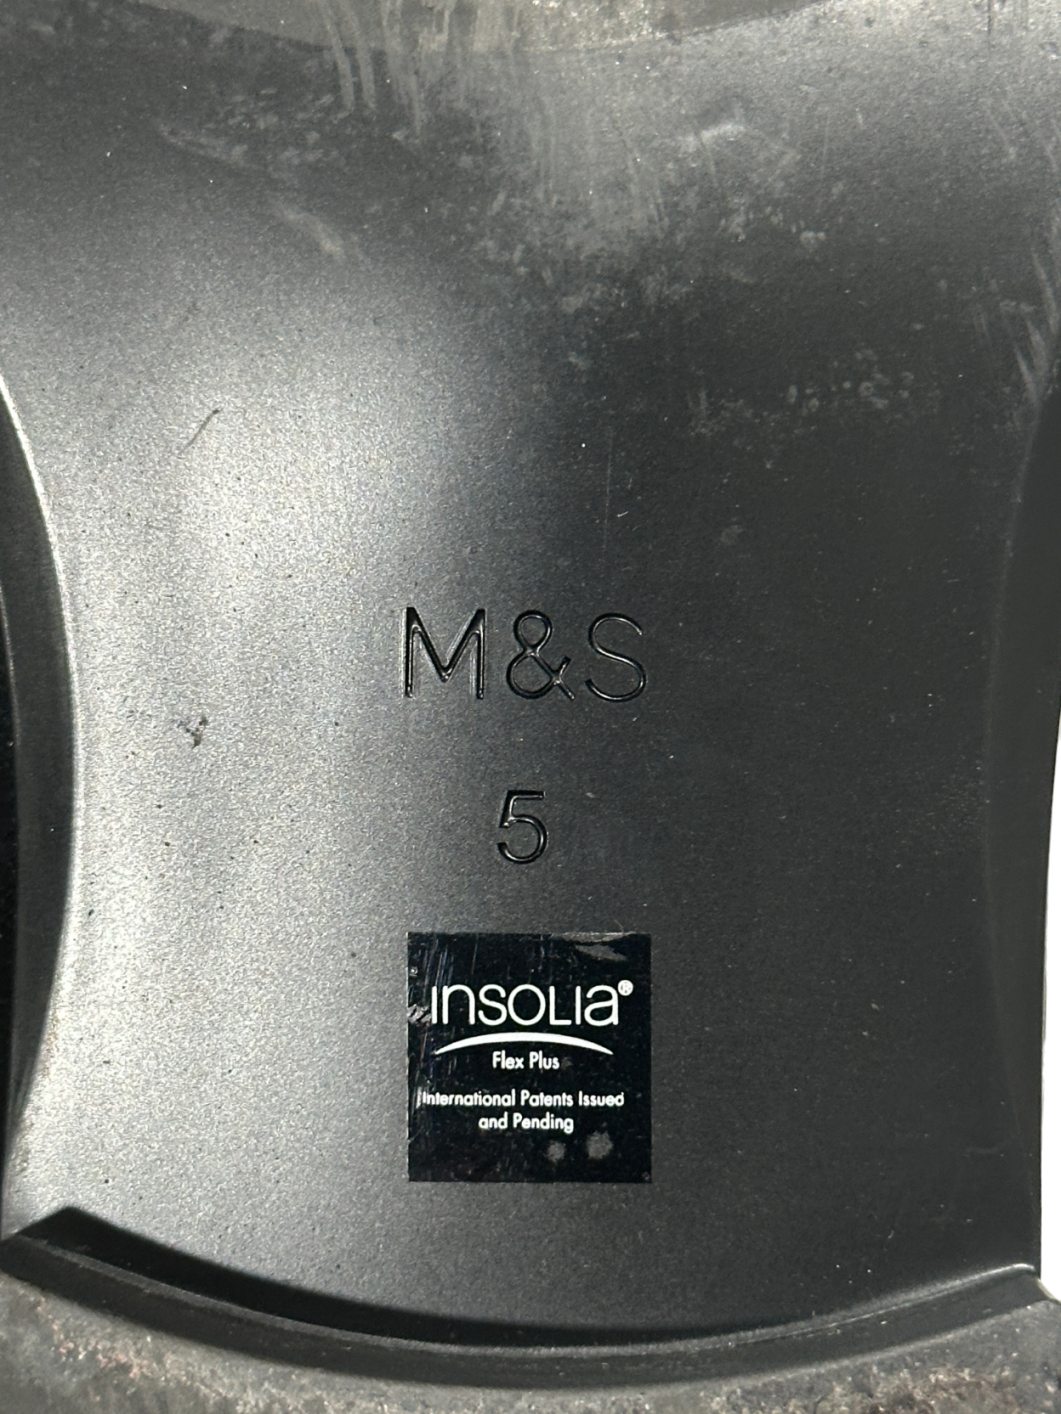 M&S
5
INSOLIA®
Flex Plus
International Patents Issued
and Pending